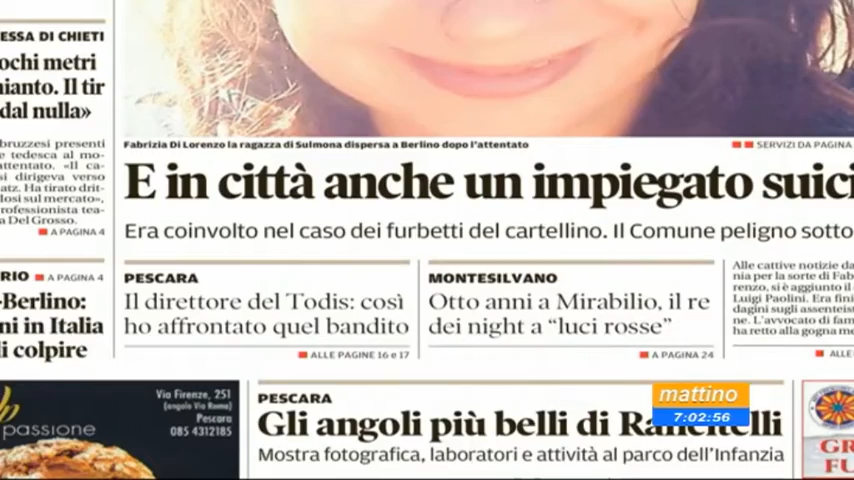 ESSA DI CHIETI
ochi metri
nianto. Il tir
dal nulla»
bruzzesi presenti
e tedesca al mo-
attentato. «Il ca-
si dirigeva verso
atz. Ha tirato drit-
losi sul mercato»,
rofessionista tea-
a Del Grosso.
A PAGINA 4
RIO A PAGINA 4
-Berlino:
ni in Italia
li colpire
Fabrizia Di Lorenzo la ragazza di Sulmona dispersa a Berlino dopo l'attentato
SERVIZI DA PAGINA
E in città anche un impiegato suici
Era coinvolto nel caso dei furbetti del cartellino. Il Comune peligno sotto
PESCARA
Il direttore del Todis: così
ho affrontato quel bandito
ALLE PAGINE 16 e 17
MONTESILVANO
Otto anni a Mirabilio, il re
dei night a "luci rosse"
A PAGINA 24
Alle cattive notizie da
nia per la sorte di Fab
renzo, si è aggiunto il
Luigi Paolini. Era fini
dagini sugli assenteis
ne. L'avvocato di fam
ha retto alla gogna me
ALLE
passione
Via Firenze, 251
(angolo Via Roma)
Pescara
085 4312185
PESCARA
Gli angoli più belli di Rancitelli
Mostra fotografica, laboratori e attività al parco dell'Infanzia
mattino
7:02:56
GR
FU